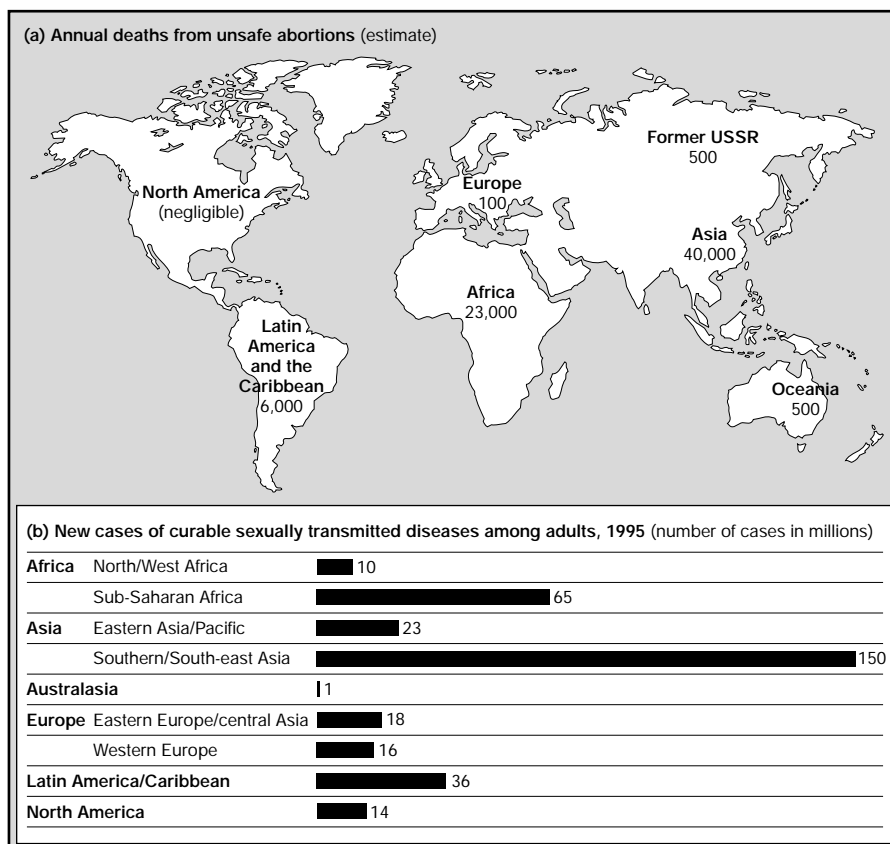 (a) Annual deaths from unsafe abortions (estimate)
Former USSR
500
North America
(negligible)
Europe
100
Asia
40,000
Africa
23,000
Latin
America
and the
Caribbean
6,000
Oceania
500
(b) New cases of curable sexually transmitted diseases among adults, 1995 (number of cases in millions)
Africa North/West Africa 10
Sub-Saharan Africa 65
Asia Eastern Asia/Pacific 23
Southern/South-east Asia 150
Australasia 1
Europe Eastern Europe/central Asia 18
Western Europe 16
Latin America/Caribbean 36
North America 14